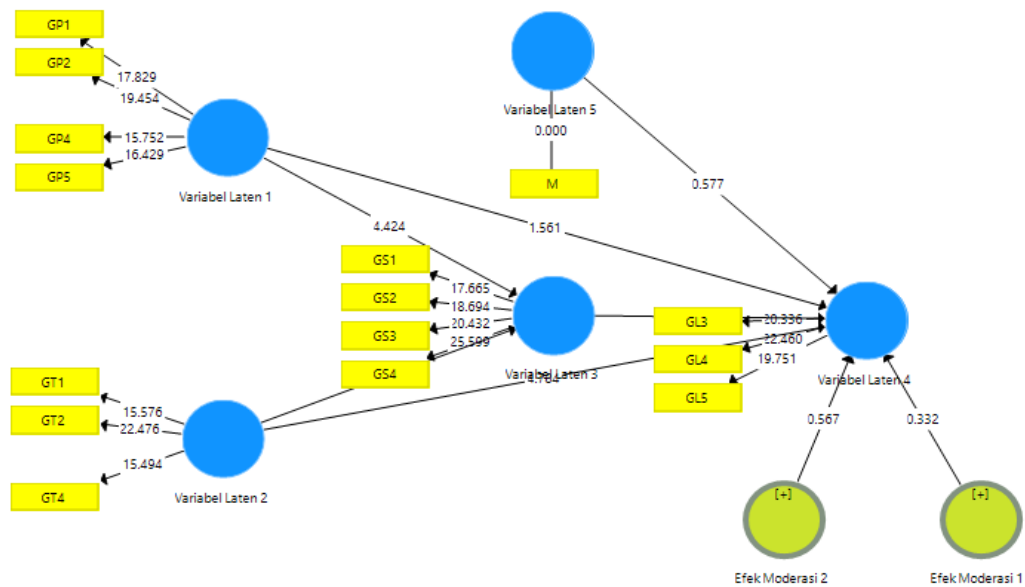 GP1
GP2
17.829
19.454
GP4
15.752
16.429
GP5
Variabel Laten 1
Variabel Laten 5
0.000
M
0.577
4.424
1.561
GS1
17.665
GS2
18.694
GS3
20.432
25.599
GS4
Variabel Laten 3
GL3
20.336
22.460
GL4
19.751
GL5
Variabel Laten 4
GT1
15.576
GT2
22.476
15.494
GT4
Variabel Laten 2
0.567
0.332
[+]
[+]
Efek Moderasi 2
Efek Moderasi 1